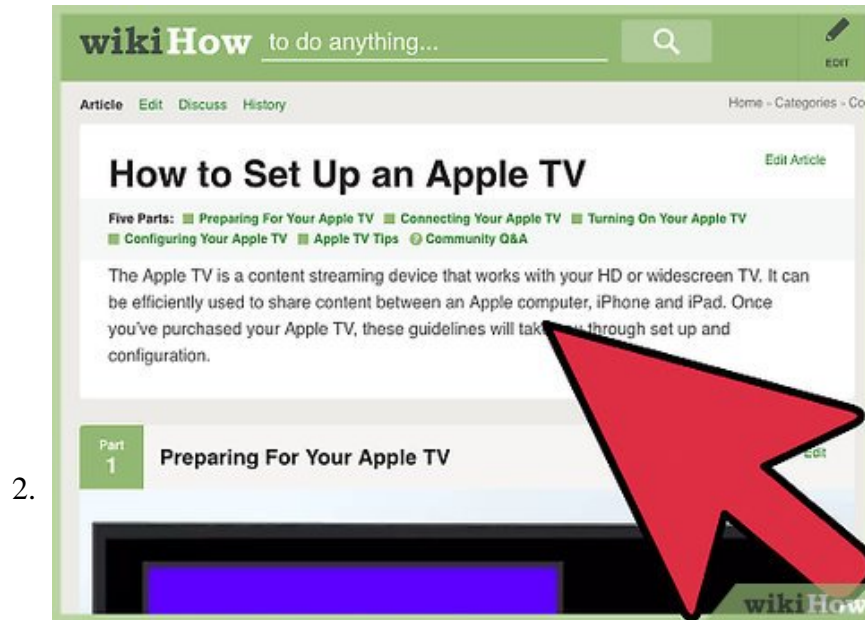 wikiHow to do anything...
EDIT
Article Edit Discuss History
Home - Categories - Co
How to Set Up an Apple TV
Edit Article
Five Parts: Preparing For Your Apple TV Connecting Your Apple TV Turning On Your Apple TV
Configuring Your Apple TV Apple TV Tips Community Q&A
The Apple TV is a content streaming device that works with your HD or widescreen TV. It can
be efficiently used to share content between an Apple computer, iPhone and iPad. Once
you've purchased your Apple TV, these guidelines will through set up and
configuration.
Part
1
Preparing For Your Apple TV
Edit
2.
wikiHow